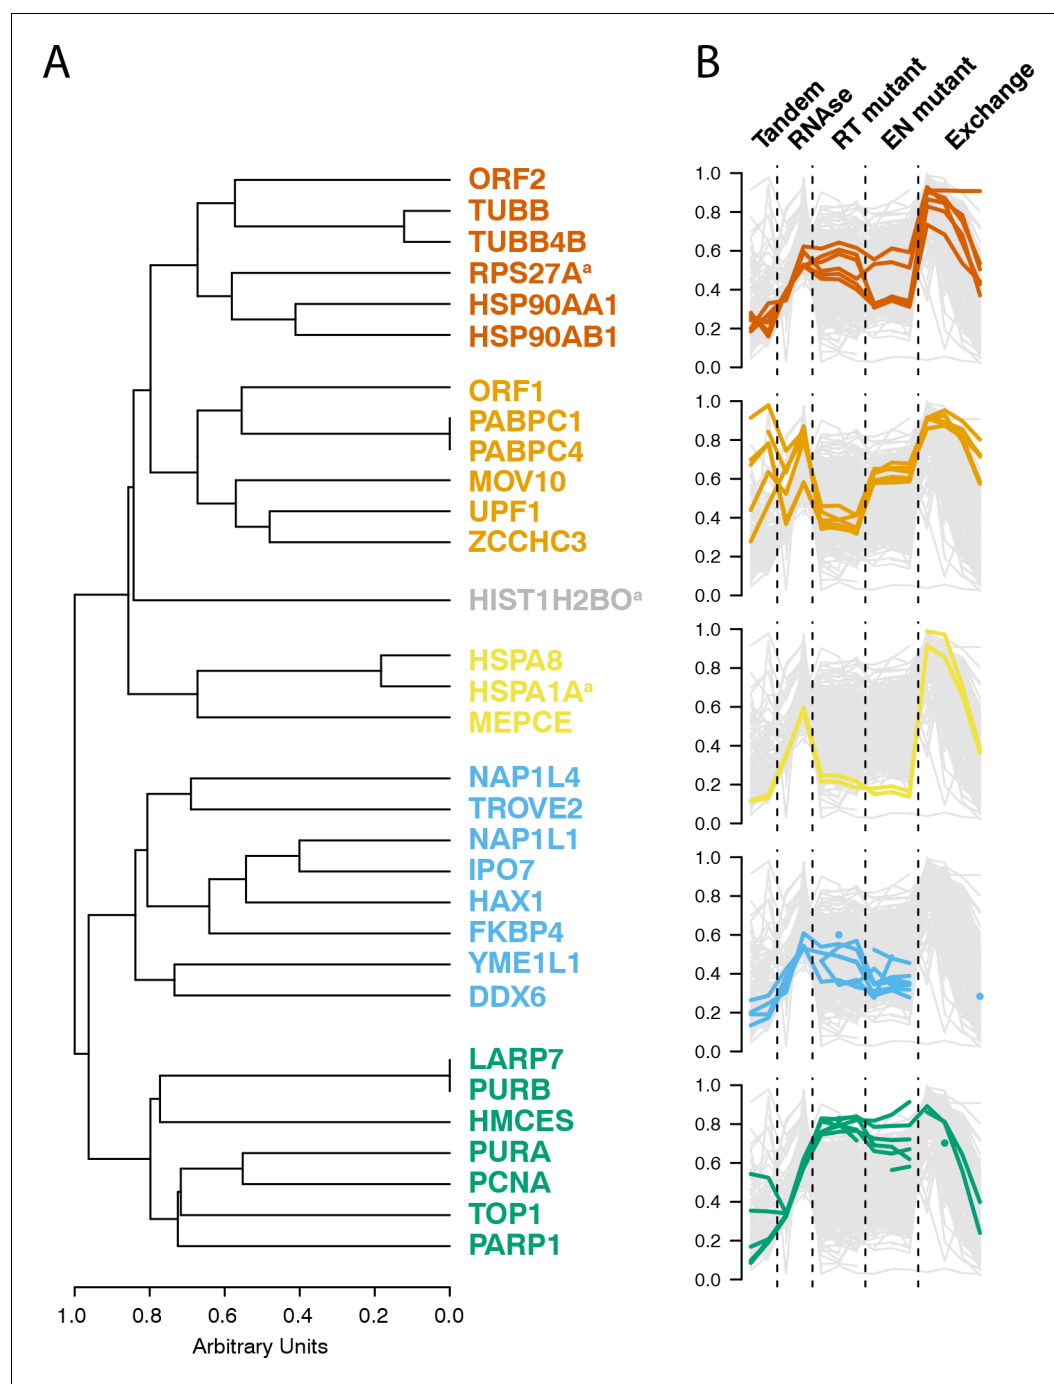 A
B
Tandem
RNAse
RT mutant
EN mutant
Exchange
ORF2
TUBB
TUBB4B
RPS27Aª
HSP90AA1
HSP90AB1
ORF1
PABPC1
PABPC4
MOV10
UPF1
ZCCHC3
HIST1H2BOª
HSPA8
HSPA1Aª
MEPCE
NAP1L4
TROVE2
NAP1L1
IPO7
HAX1
FKBP4
YME1L1
DDX6
LARP7
PURB
HMCES
PURA
PCNA
TOP1
PARP1
1.0 0.8 0.6 0.4 0.2 0.0
Arbitrary Units
1.0
0.8
0.6
0.4
0.2
0.0
1.0
0.8
0.6
0.4
0.2
0.0
1.0
0.8
0.6
0.4
0.2
0.0
1.0
0.8
0.6
0.4
0.2
0.0
1.0
0.8
0.6
0.4
0.2
0.0